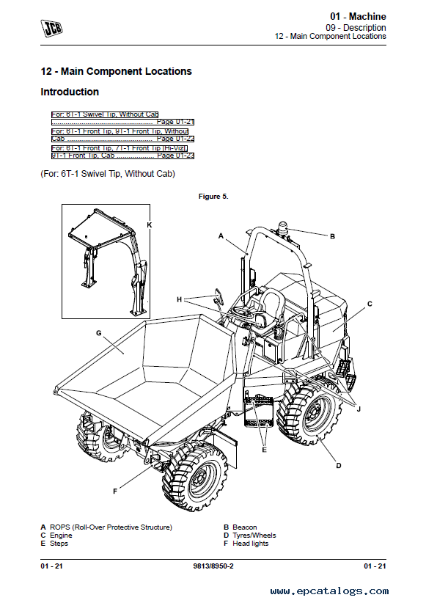 JCB
01 - Machine
09 - Description
12 - Main Component Locations
12 - Main Component Locations
Introduction
For: 6T-1 Swivel Tip, Without Cab
.................................................. Page 01-21
For: 6T-1 Front Tip, 9T-1 Front Tip, Without
Cab ........................................... Page 01-22
For: 6T-1 Front Tip, 7T-1 Front Tip (Hi-Viz),
9T-1 Front Tip, Cab ................... Page 01-23
(For: 6T-1 Swivel Tip, Without Cab)
Figure 5.
K
A
B
H
C
G
J
E
D
F
A ROPS (Roll-Over Protective Structure)
B Beacon
C Engine
D Tyres/Wheels
E Steps
F Head lights
01 - 21
9813/8950-2
01 - 21
www.epcatalogs.com